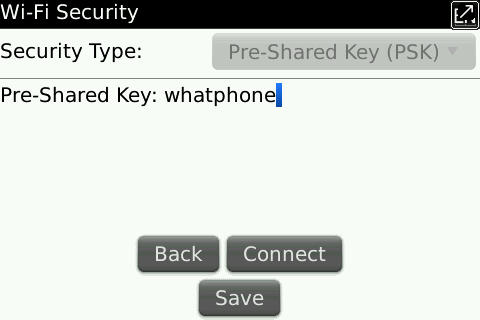 Wi-Fi Security
Security Type: Pre-Shared Key (PSK)
Pre-Shared Key: whatphone
Back Connect
Save